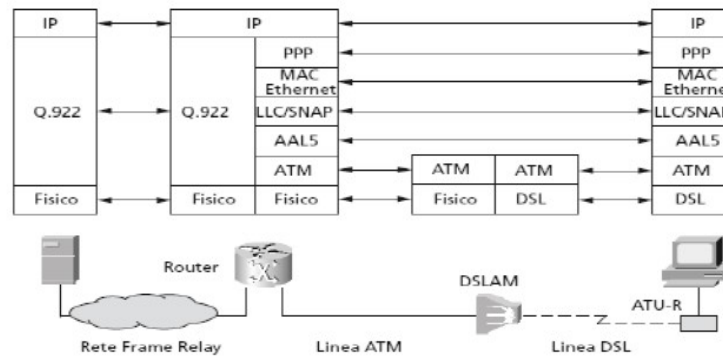 IP IP IP
PPP PPP
MAC Ethernet MAC Ethernet
Q.922 Q.922 LLC/SNAP LLC/SNAP
AAL5 AAL5
ATM ATM ATM ATM
Fisico Fisico Fisico Fisico DSL DSL
Router
DSLAM
ATU-R
Rete Frame Relay Linea ATM Linea DSL